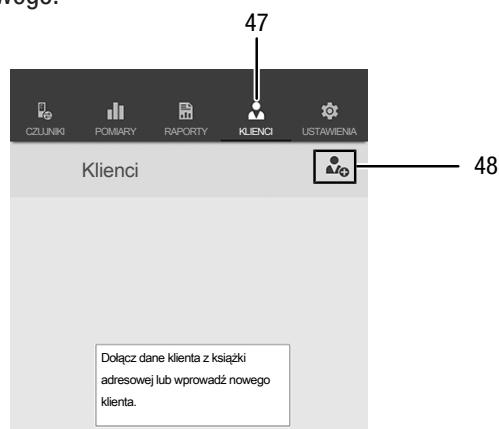 wego.
47
CZUJNIKI POMIARY RAPORTY KLIENCI USTAWIENIA
Klienci
48
Dołącz dane klienta z książki
adresowej lub wprowadź nowego
klienta.